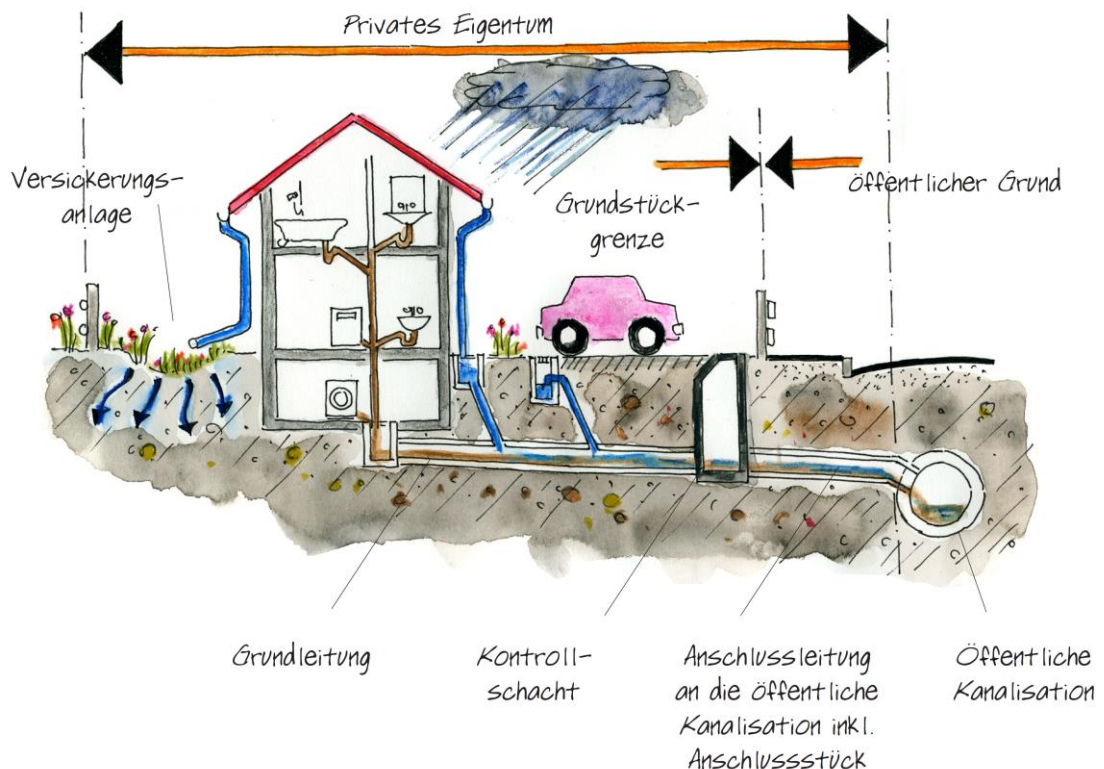 Privates Eigentum
Versickerungs-
anlage
Grundstück-
grenze
öffentlicher Grund
Grundleitung
Kontroll-
schacht
Anschlussleitung
an die öffentliche
Kanalisation inkl.
Anschlussstück
Öffentliche
Kanalisation